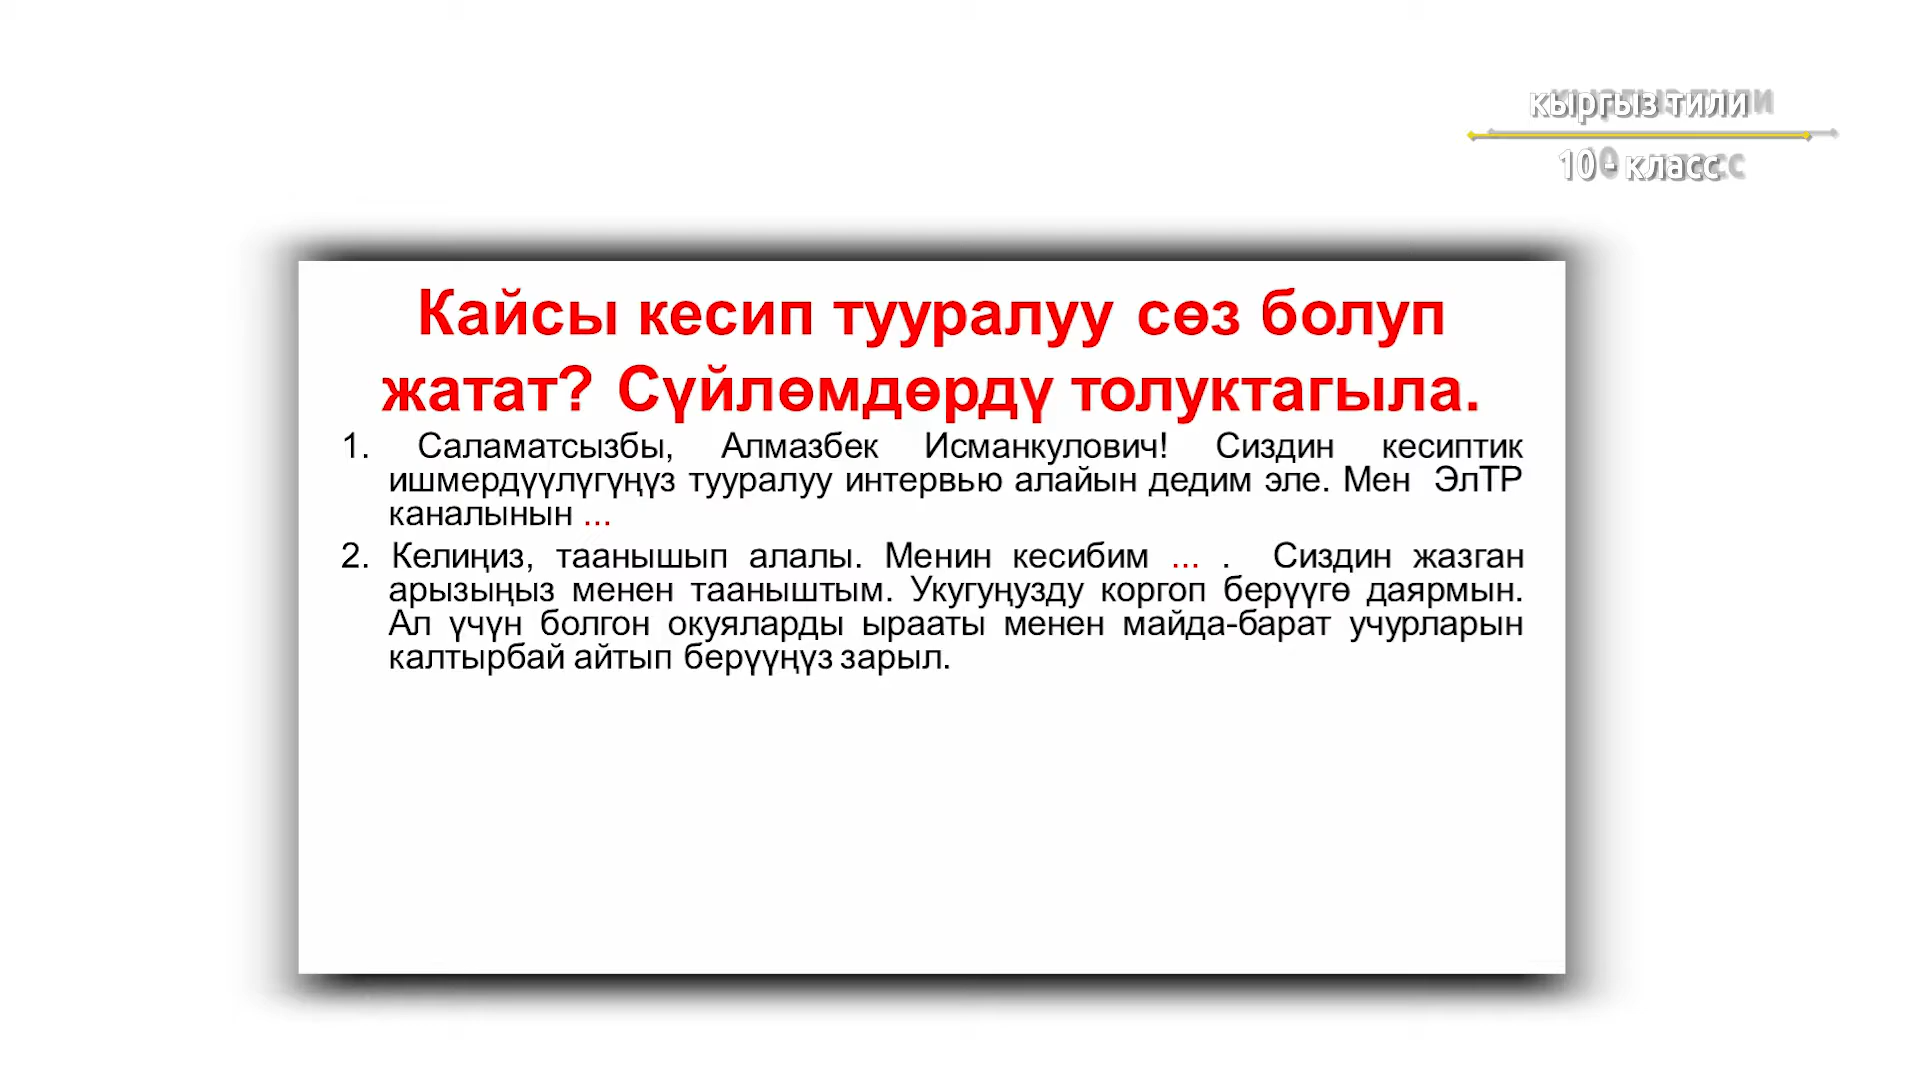 кыргыз тили
10 - класс
Кайсы кесип тууралуу сөз болуп
жатат? Сүйлөмдөрдү толуктагыла.
1. Саламатсызбы, Алмазбек Исманкулович! Сиздин кесиптик
ишмердүүлүгүңүз тууралуу интервью алайын дедим эле. Мен ЭлТР
каналынын ...
2. Келиңиз, таанышып алалы. Менин кесибим ... . Сиздин жазган
арызыңыз менен тааныштым. Укугуңузду коргоп берүүгө даярмын.
Ал үчүн болгон окуяларды ырааты менен майда-барат учурларын
калтырбай айтып берүүңүз зарыл.